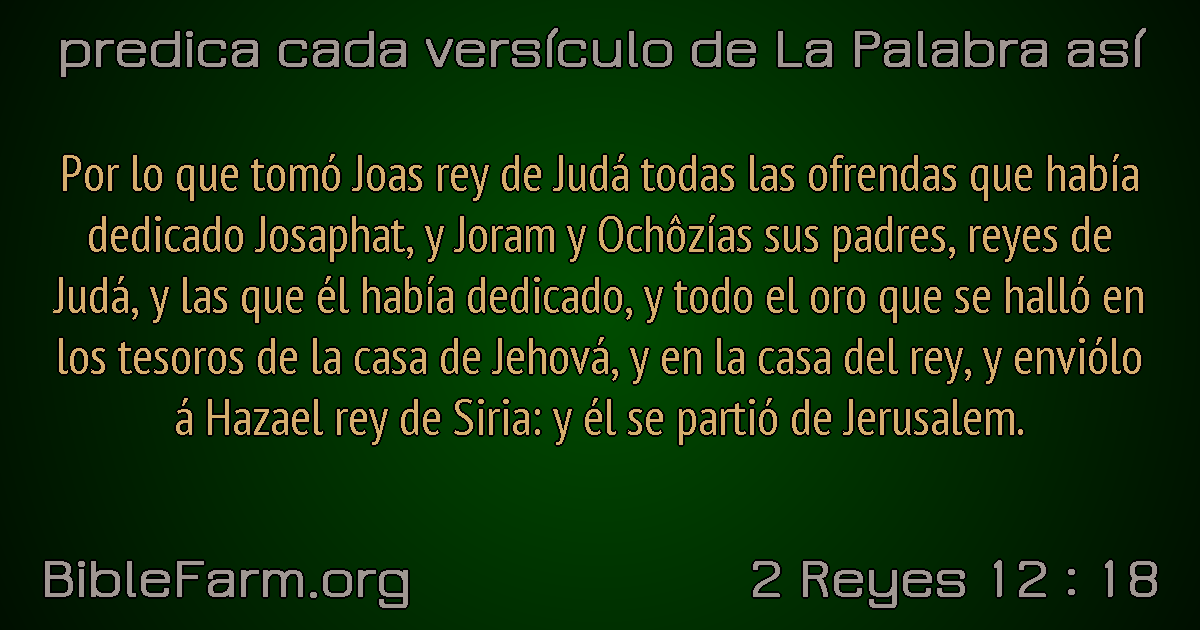 predica cada versículo de La Palabra así
Por lo que tomó Joas rey de Judá todas las ofrendas que había
dedicado Josaphat, y Joram y Ochôzías sus padres, reyes de
Judá, y las que él había dedicado, y todo el oro que se halló en
los tesoros de la casa de Jehová, y en la casa del rey, y enviólo
á Hazael rey de Siria: y él se partió de Jerusalem.
BibleFarm.org
2 Reyes 12 : 18